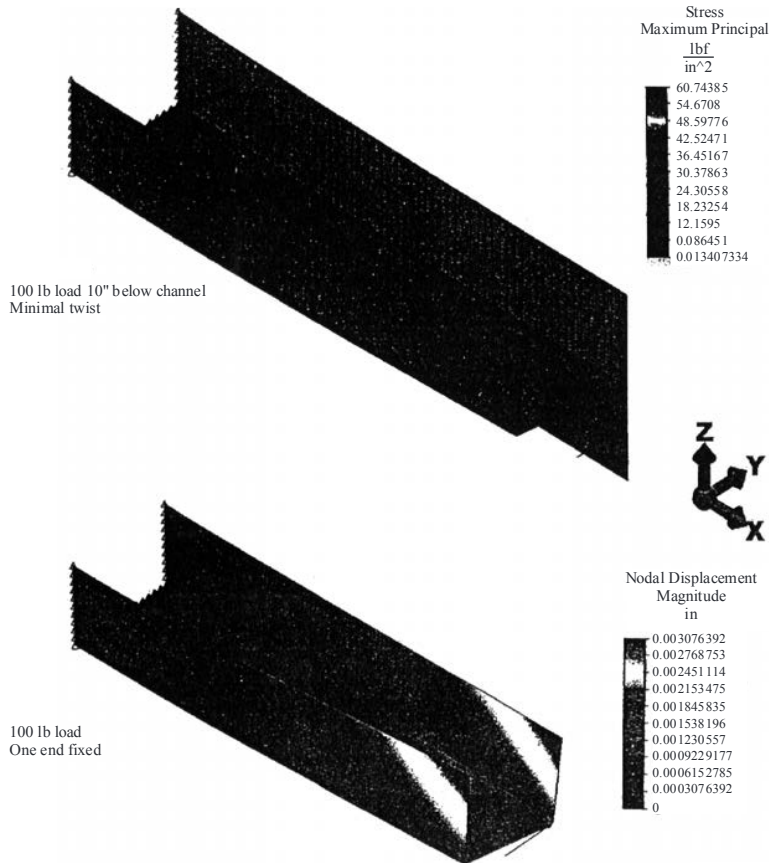 Stress
Maximum Principal
lbf
in^2
60.74385
54.6708
48.59776
42.52471
36.45167
30.37863
24.30558
18.23254
12.1595
0.086451
0.013407334
100 lb load 10" below channel
Minimal twist
Z
Y
X
Nodal Displacement
Magnitude
in
0.003076392
0.002768753
0.002451114
0.002153475
0.001845835
0.001538196
0.001230557
0.0009229177
0.0006152785
0.0003076392
0
100 lb load
One end fixed